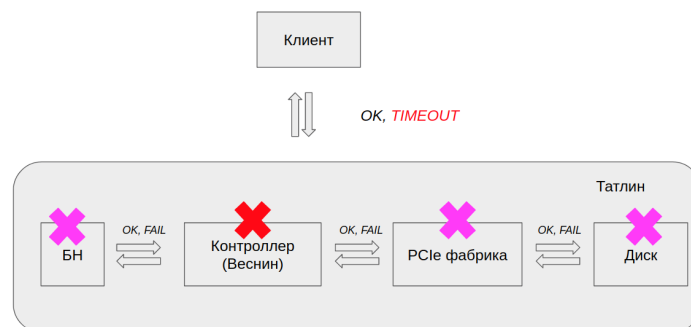 Клиент
OK, TIMEOUT
Татлин
БН
OK, FAIL
Контроллер
(Веснин)
OK, FAIL
PCIe фабрика
OK, FAIL
Диск